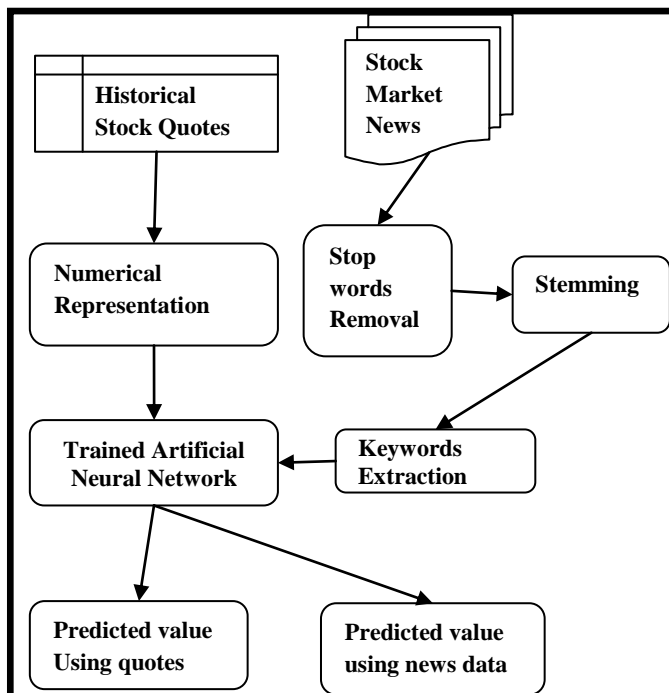 Historical
Stock Quotes
Stock
Market
News
Numerical
Representation
Stop
words
Removal
Stemming
Trained Artificial
Neural Network
Keywords
Extraction
Predicted value
Using quotes
Predicted value
using news data